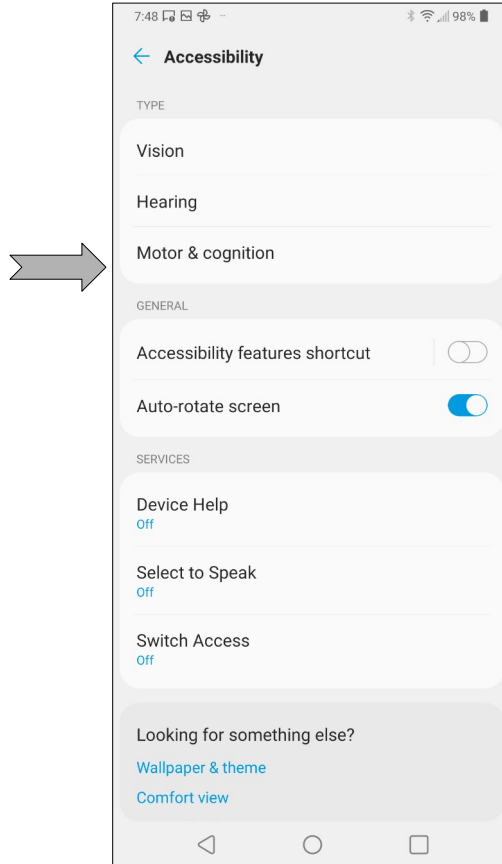 7:48
98%
Accessibility
TYPE
Vision
Hearing
Motor & cognition
GENERAL
Accessibility features shortcut
Auto-rotate screen
SERVICES
Device Help
Off
Select to Speak
Off
Switch Access
Off
Looking for something else?
Wallpaper & theme
Comfort view